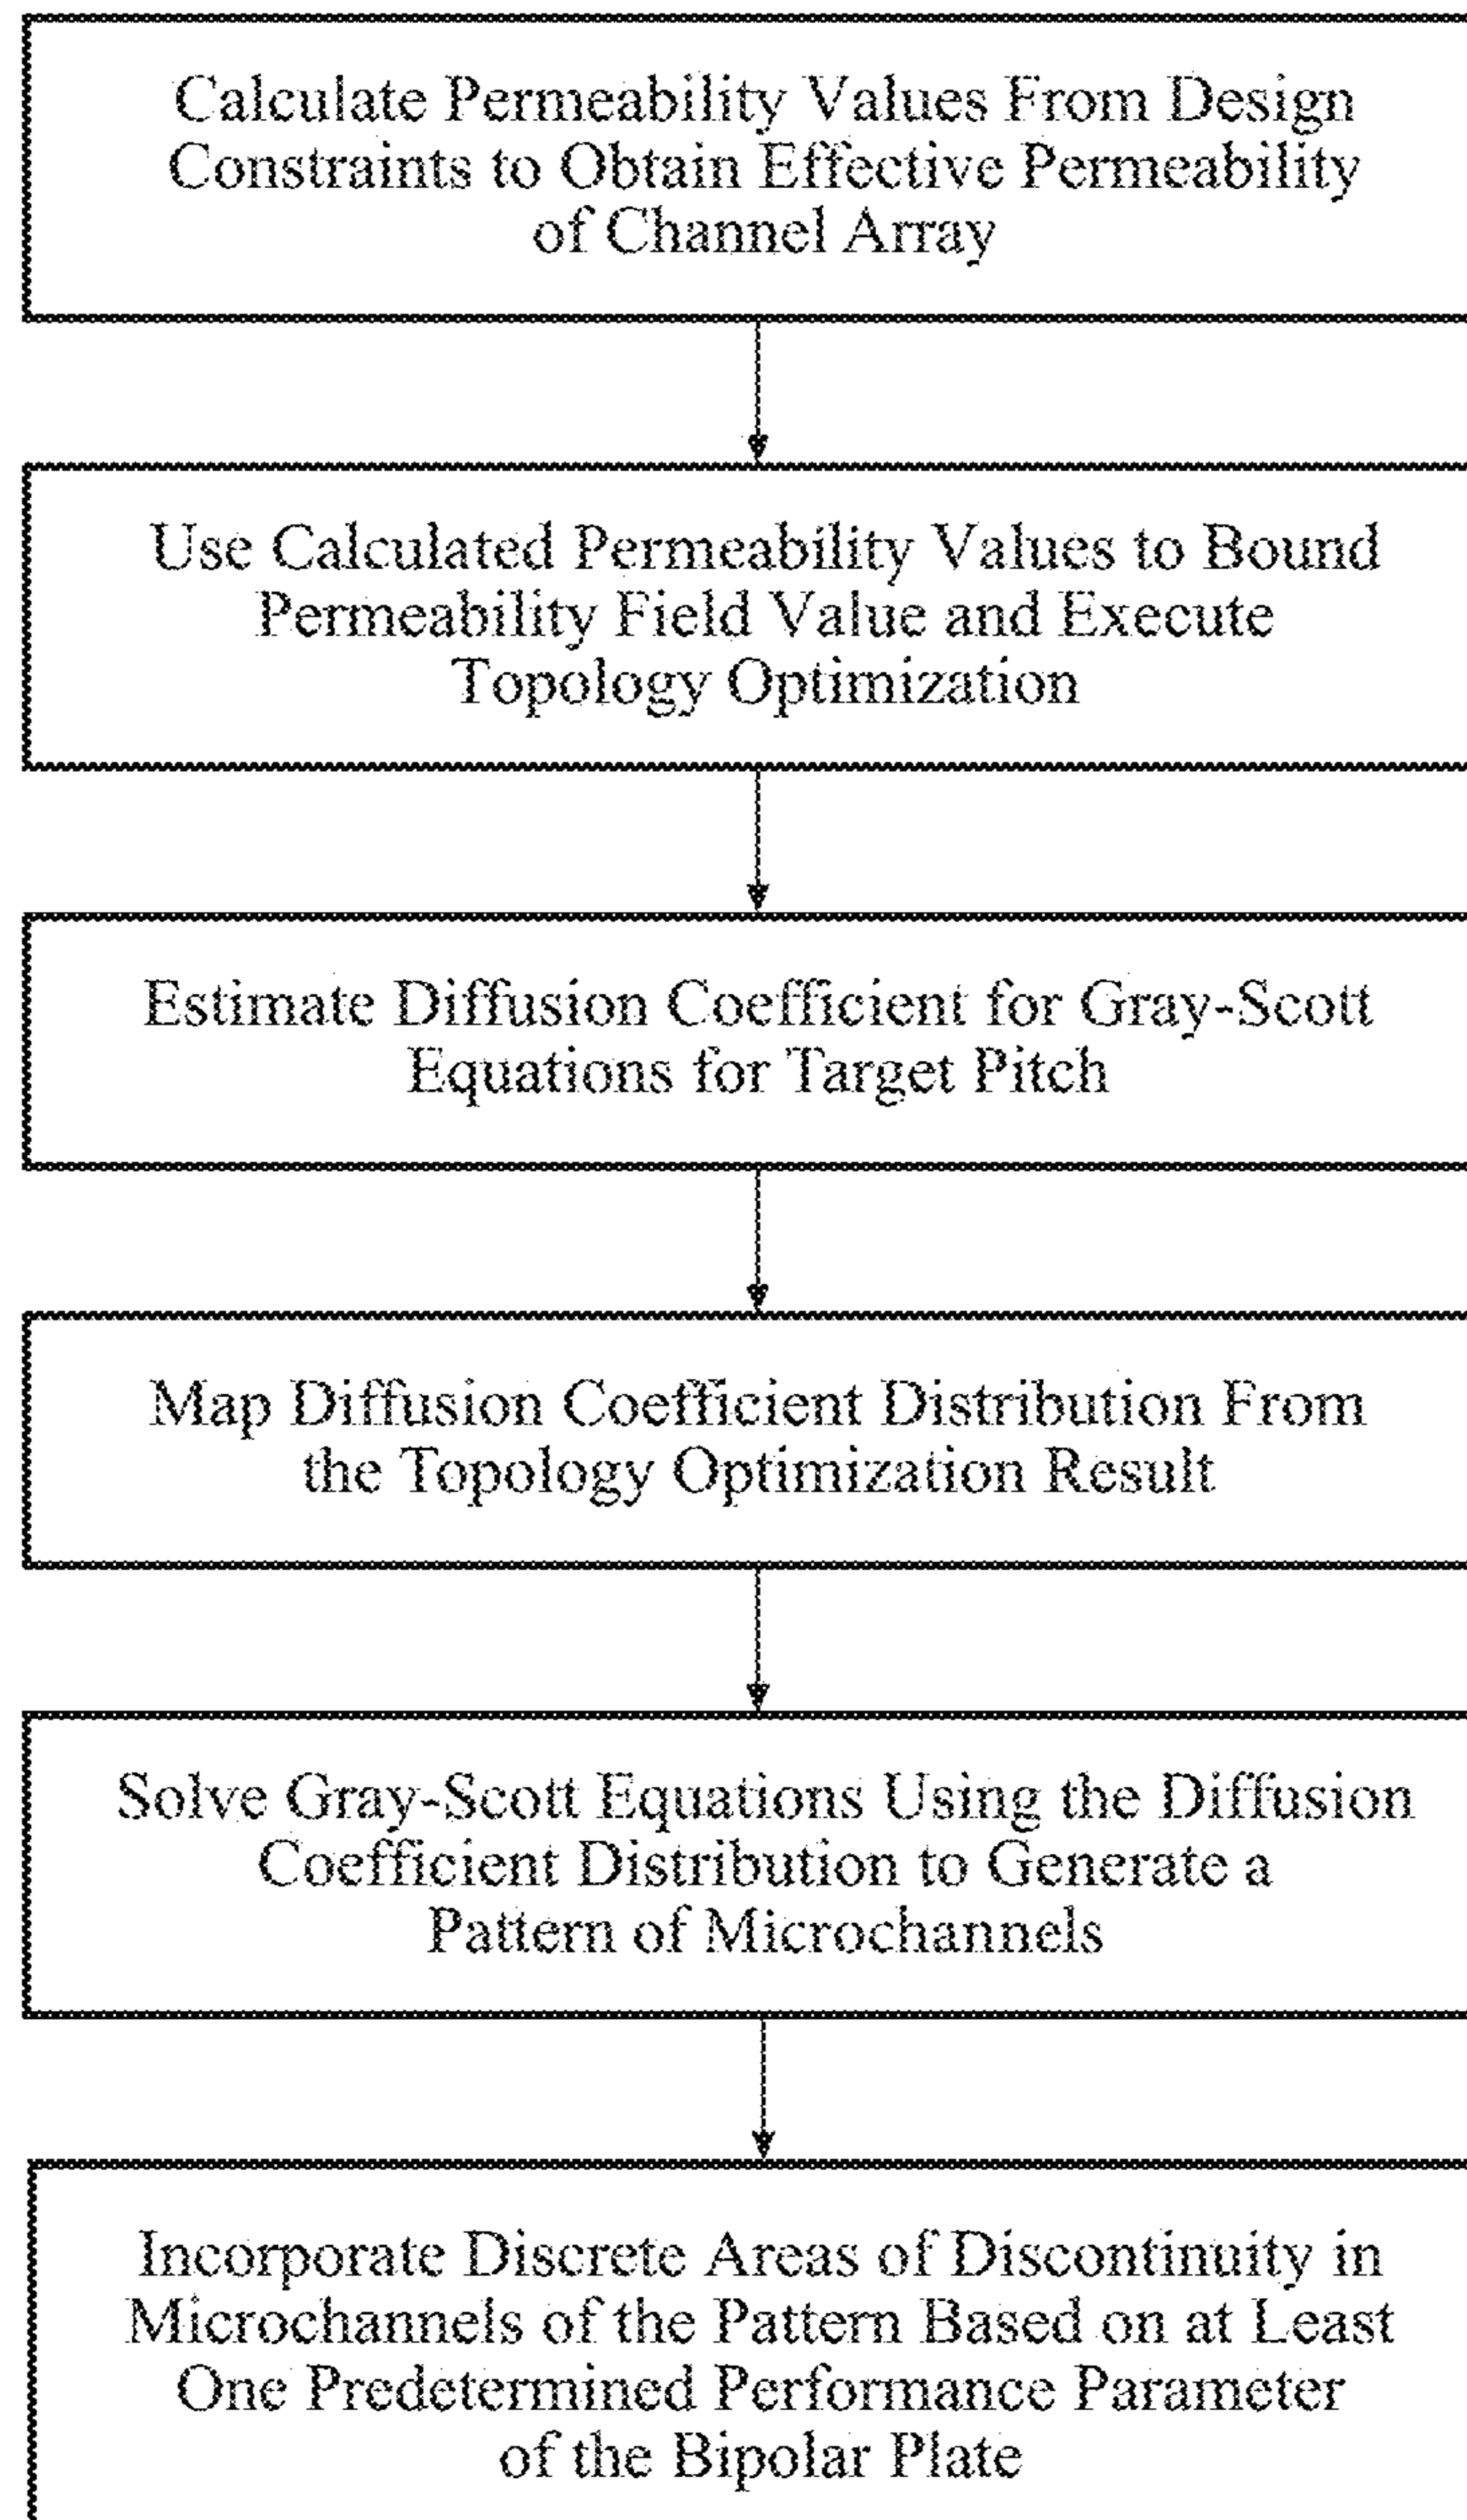 Calculate Permeability Values From Design
Constraints to Obtain Effective Permeability
of Channel Array
Use Calculated Permeability Values to Bound
Permeability Field Value and Execute
Topology Optimization
Estimate Diffusion Coefficient for Gray-Scott
Equations for Target Pitch
Map Diffusion Coefficient Distribution From
the Topology Optimization Result
Solve Gray-Scott Equations Using the Diffusion
Coefficient Distribution to Generate a
Pattern of Microchannels
Incorporate Discrete Areas of Discontinuity in
Microchannels of the Pattern Based on at Least
One Predetermined Performance Parameter
of the Bipolar Plate